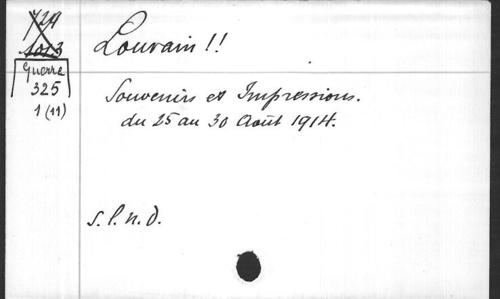 Louvain!!
Guerre
325
1 (11)
Souvenirs et Impressions.
du 25 au 30 Août 1914.
s.l.n.d.